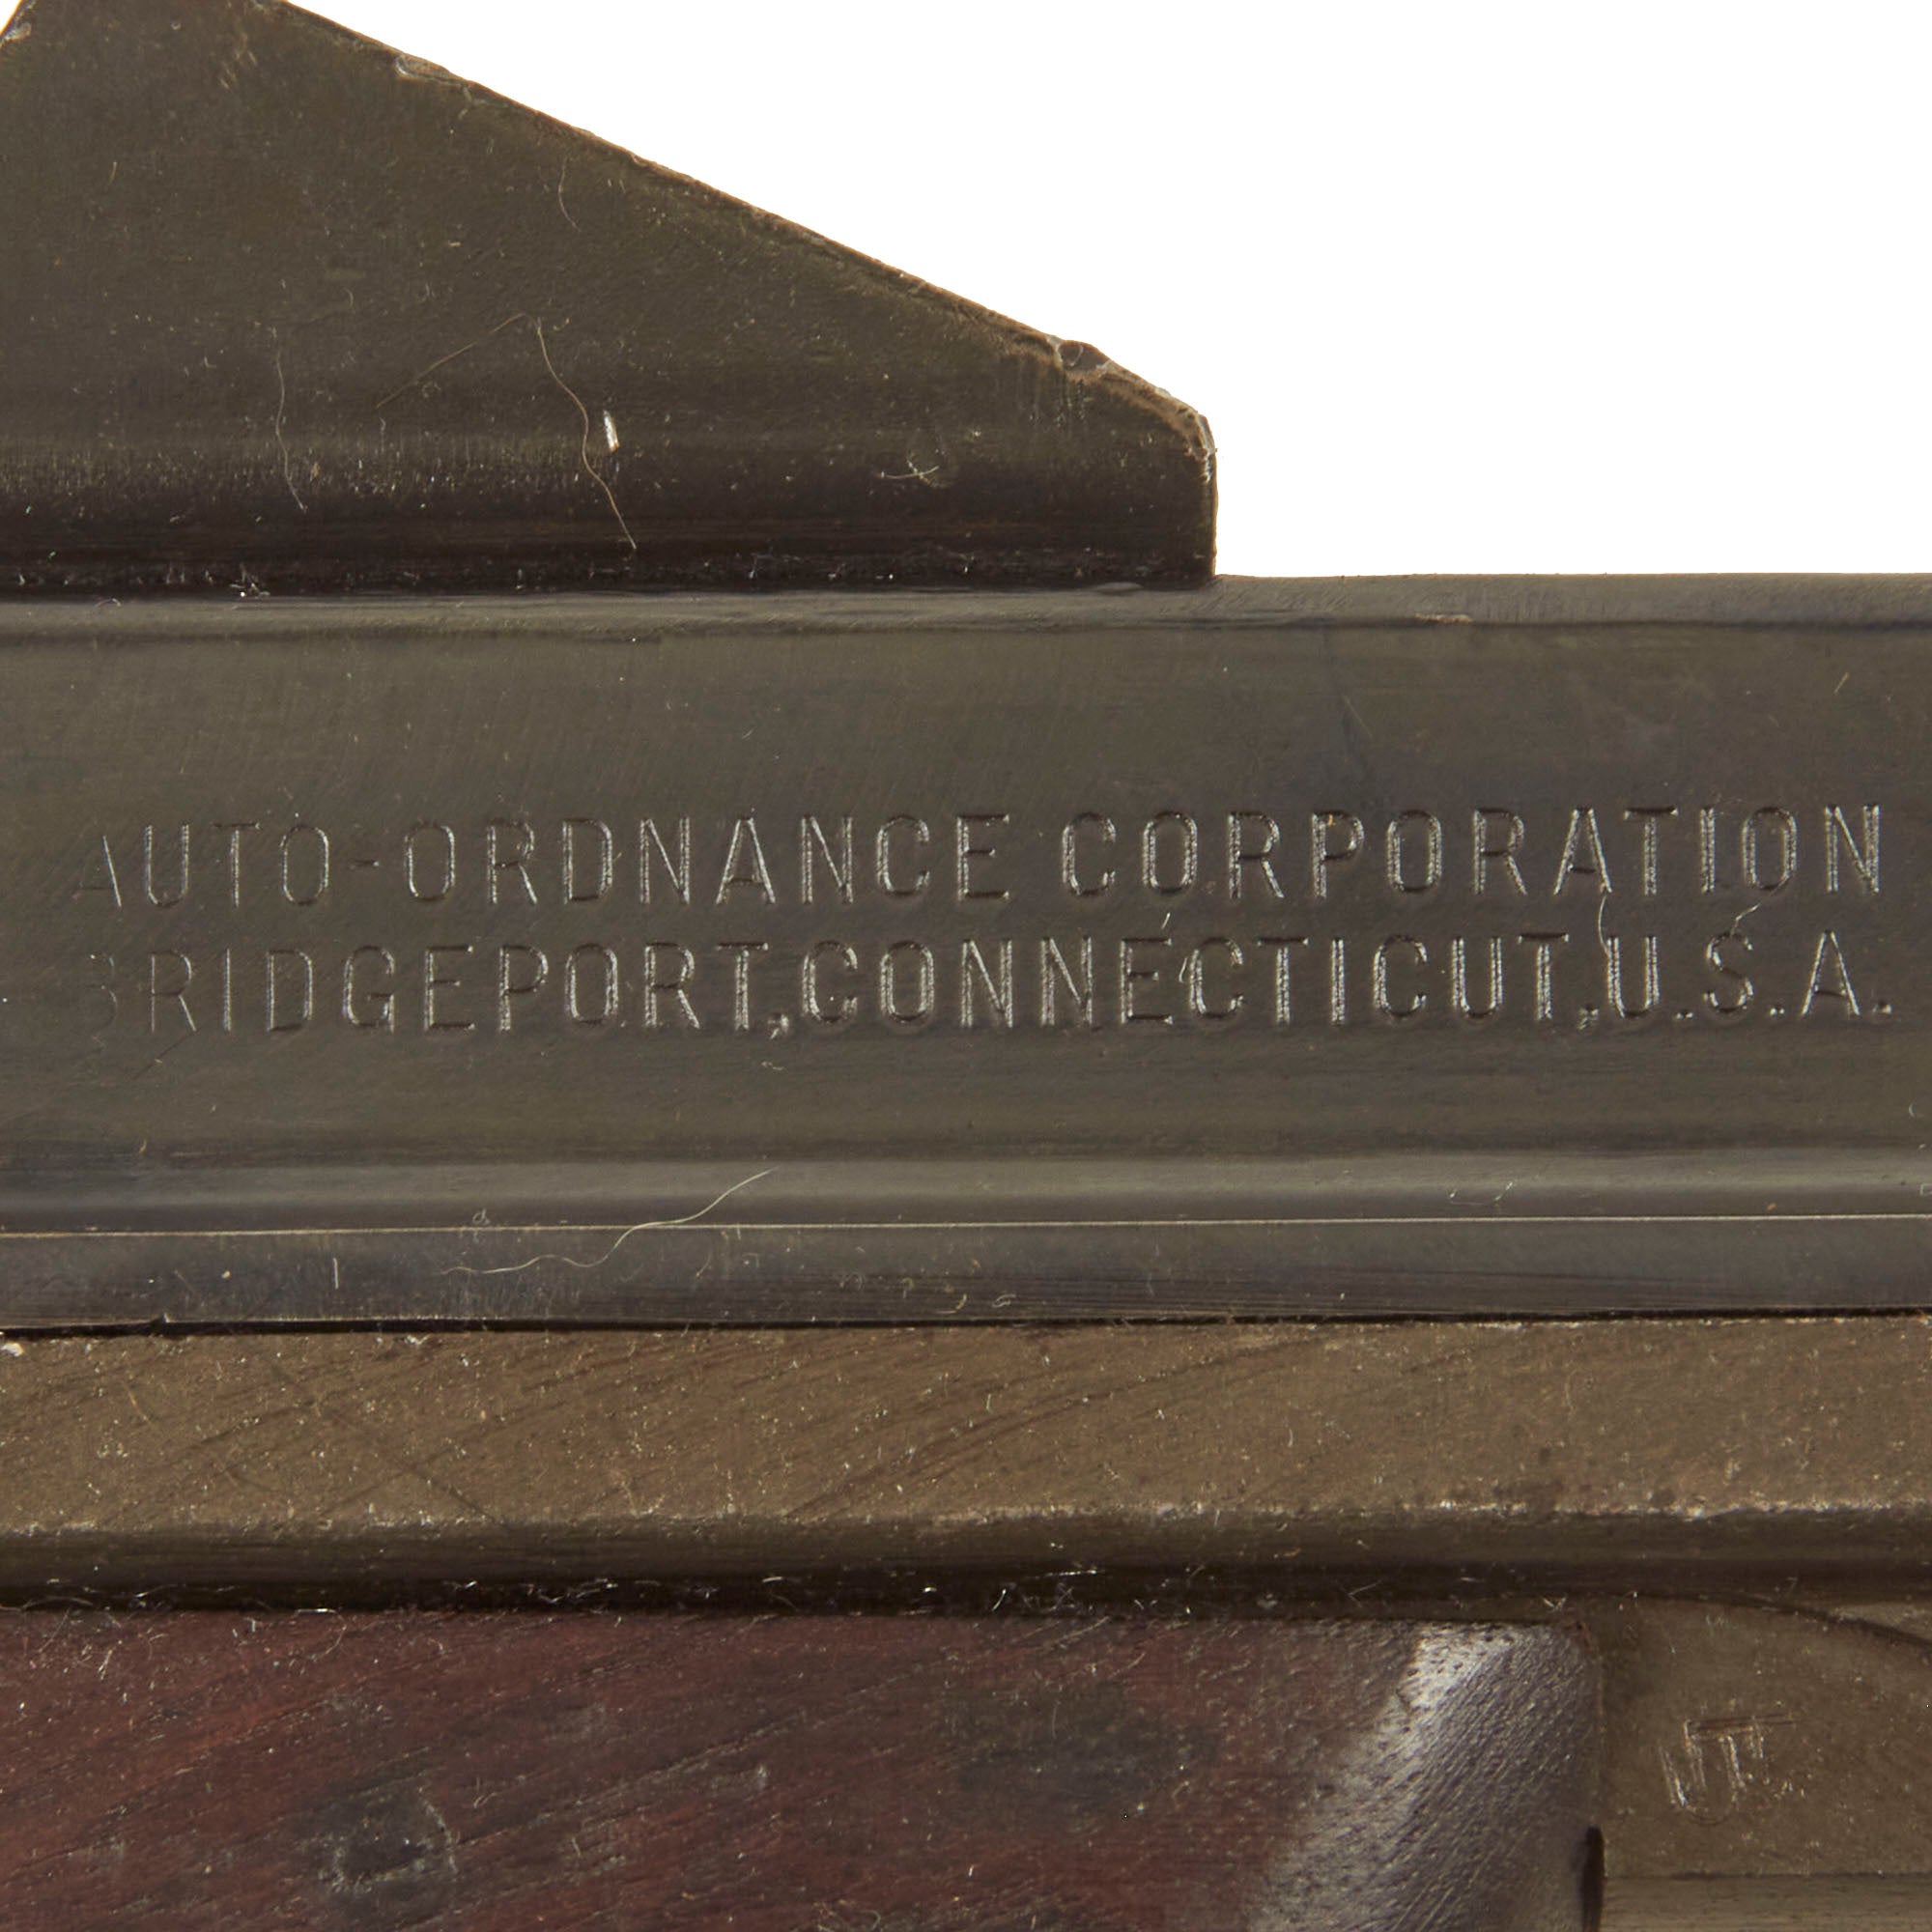 AUTO-ORDNANCE CORPORATION
BRIDGEPORT, CONNECTICUT, U.S.A.